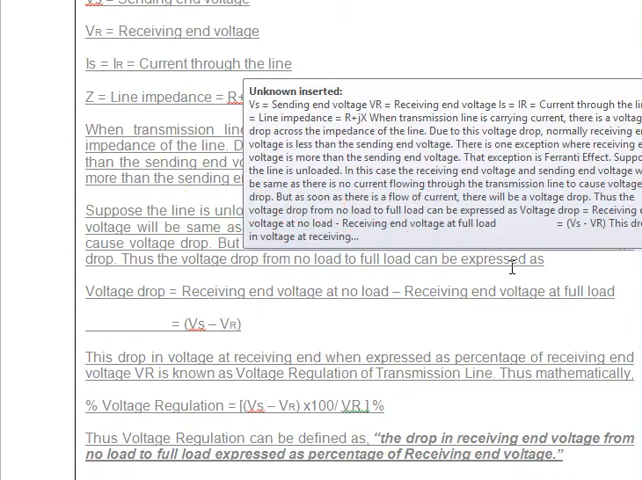 Vs = Sending end voltage
VR = Receiving end voltage
Is = IR = Current through the line
Z = Line impedance = R+
Unknown inserted:
Vs = Sending end voltage VR = Receiving end voltage Is = IR = Current through the
= Line impedance = R+jX When transmission line is carrying current, there is a
drop across the impedance of the line. Due to this voltage drop, normally receiving
voltage is less than the sending end voltage. There is one exception where receiving
voltage is more than the sending end voltage. That exception is Ferranti Effect.
the line is unloaded. In this case the receiving end voltage and sending end voltage
be same as there is no current flowing through the transmission line to cause voltage
drop. But as soon as there is a flow of current, there will be a voltage drop. Thus the
voltage drop from no load to full load can be expressed as Voltage drop = Receiving
voltage at no load - Receiving end voltage at full load = (Vs - VR) This
in voltage at receiving...
When transmission line
impedance of the line. D
than the sending end vo
more than the sending e
Suppose the line is unlo
voltage will be same as
cause voltage drop. But
drop. Thus the voltage drop from no load to full load can be expressed as
Voltage drop = Receiving end voltage at no load – Receiving end voltage at full load
= (Vs – VR)
This drop in voltage at receiving end when expressed as percentage of receiving end
voltage VR is known as Voltage Regulation of Transmission Line. Thus mathematically,
% Voltage Regulation = [(Vs – VR) x100/ VR ] %
Thus Voltage Regulation can be defined as, “the drop in receiving end voltage from
no load to full load expressed as percentage of Receiving end voltage.”